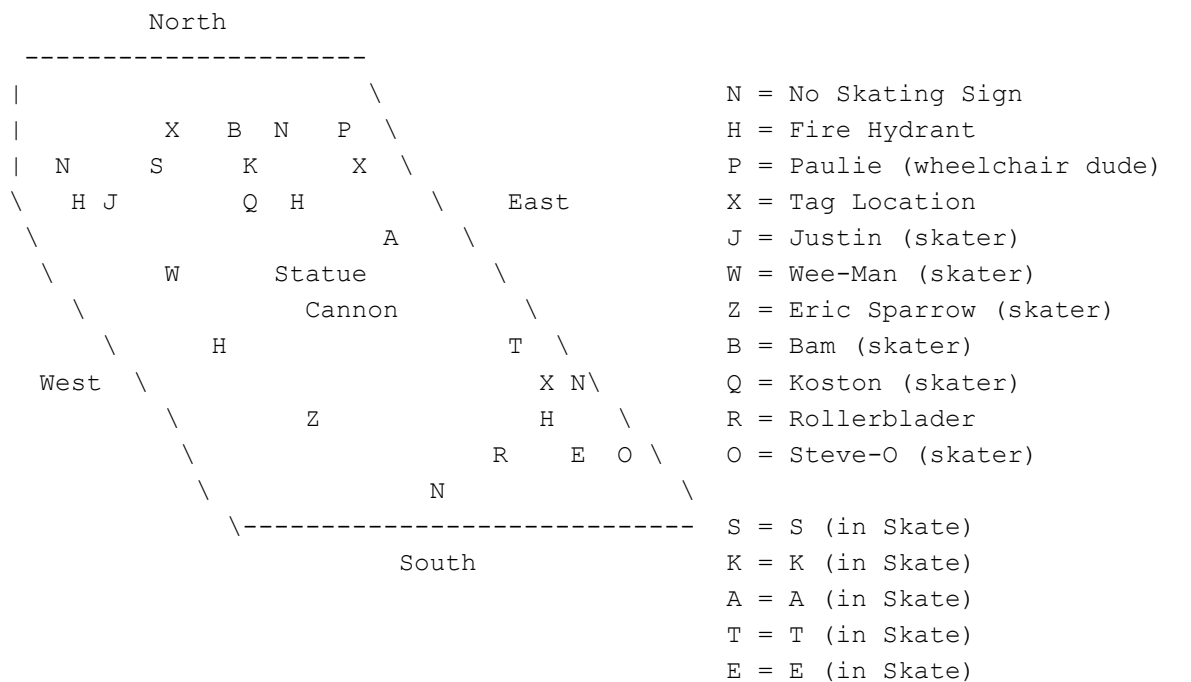 North
 ----------------------
|                      \                      N = No Skating Sign
|         X   B  N   P  \                     H = Fire Hydrant
|  N     S     K      X  \                    P = Paulie (wheelchair dude)
\   H J        Q  H        \    East          X = Tag Location
 \                      A    \                J = Justin (skater)
  \       W      Statue        \              W = Wee-Man (skater)
    \              Cannon        \            Z = Eric Sparrow (skater)
      \      H                  T  \          B = Bam (skater)
  West  \                         X N\        Q = Koston (skater)
          \        Z              H    \      R = Rollerblader
           \                   R    E  O \    O = Steve-O (skater)
            \              N               \
              \-----------------------------  S = S (in Skate)
                         South                K = K (in Skate)
                                              A = A (in Skate)
                                              T = T (in Skate)
                                              E = E (in Skate)